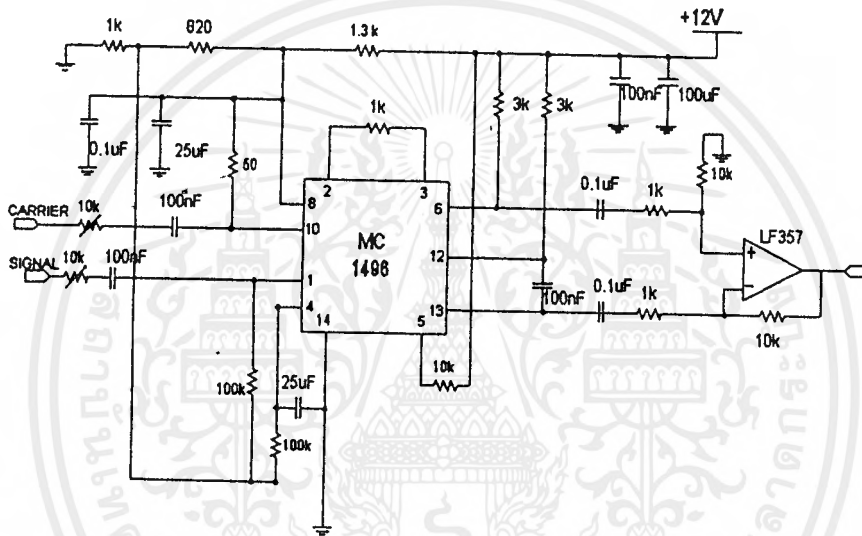 1k
820
1.3k
+12V
100nF
100uF
0.1uF
25uF
50
1k
3k
3k
10k
2
3
CARRIER
10k
100nF
8
10
6
0.1uF
1k
LF357
SIGNAL
10k
100nF
1
4
14
MC
1496
12
13
5
100nF
0.1uF
1k
+
-
10k
100k
25uF
100k
10k